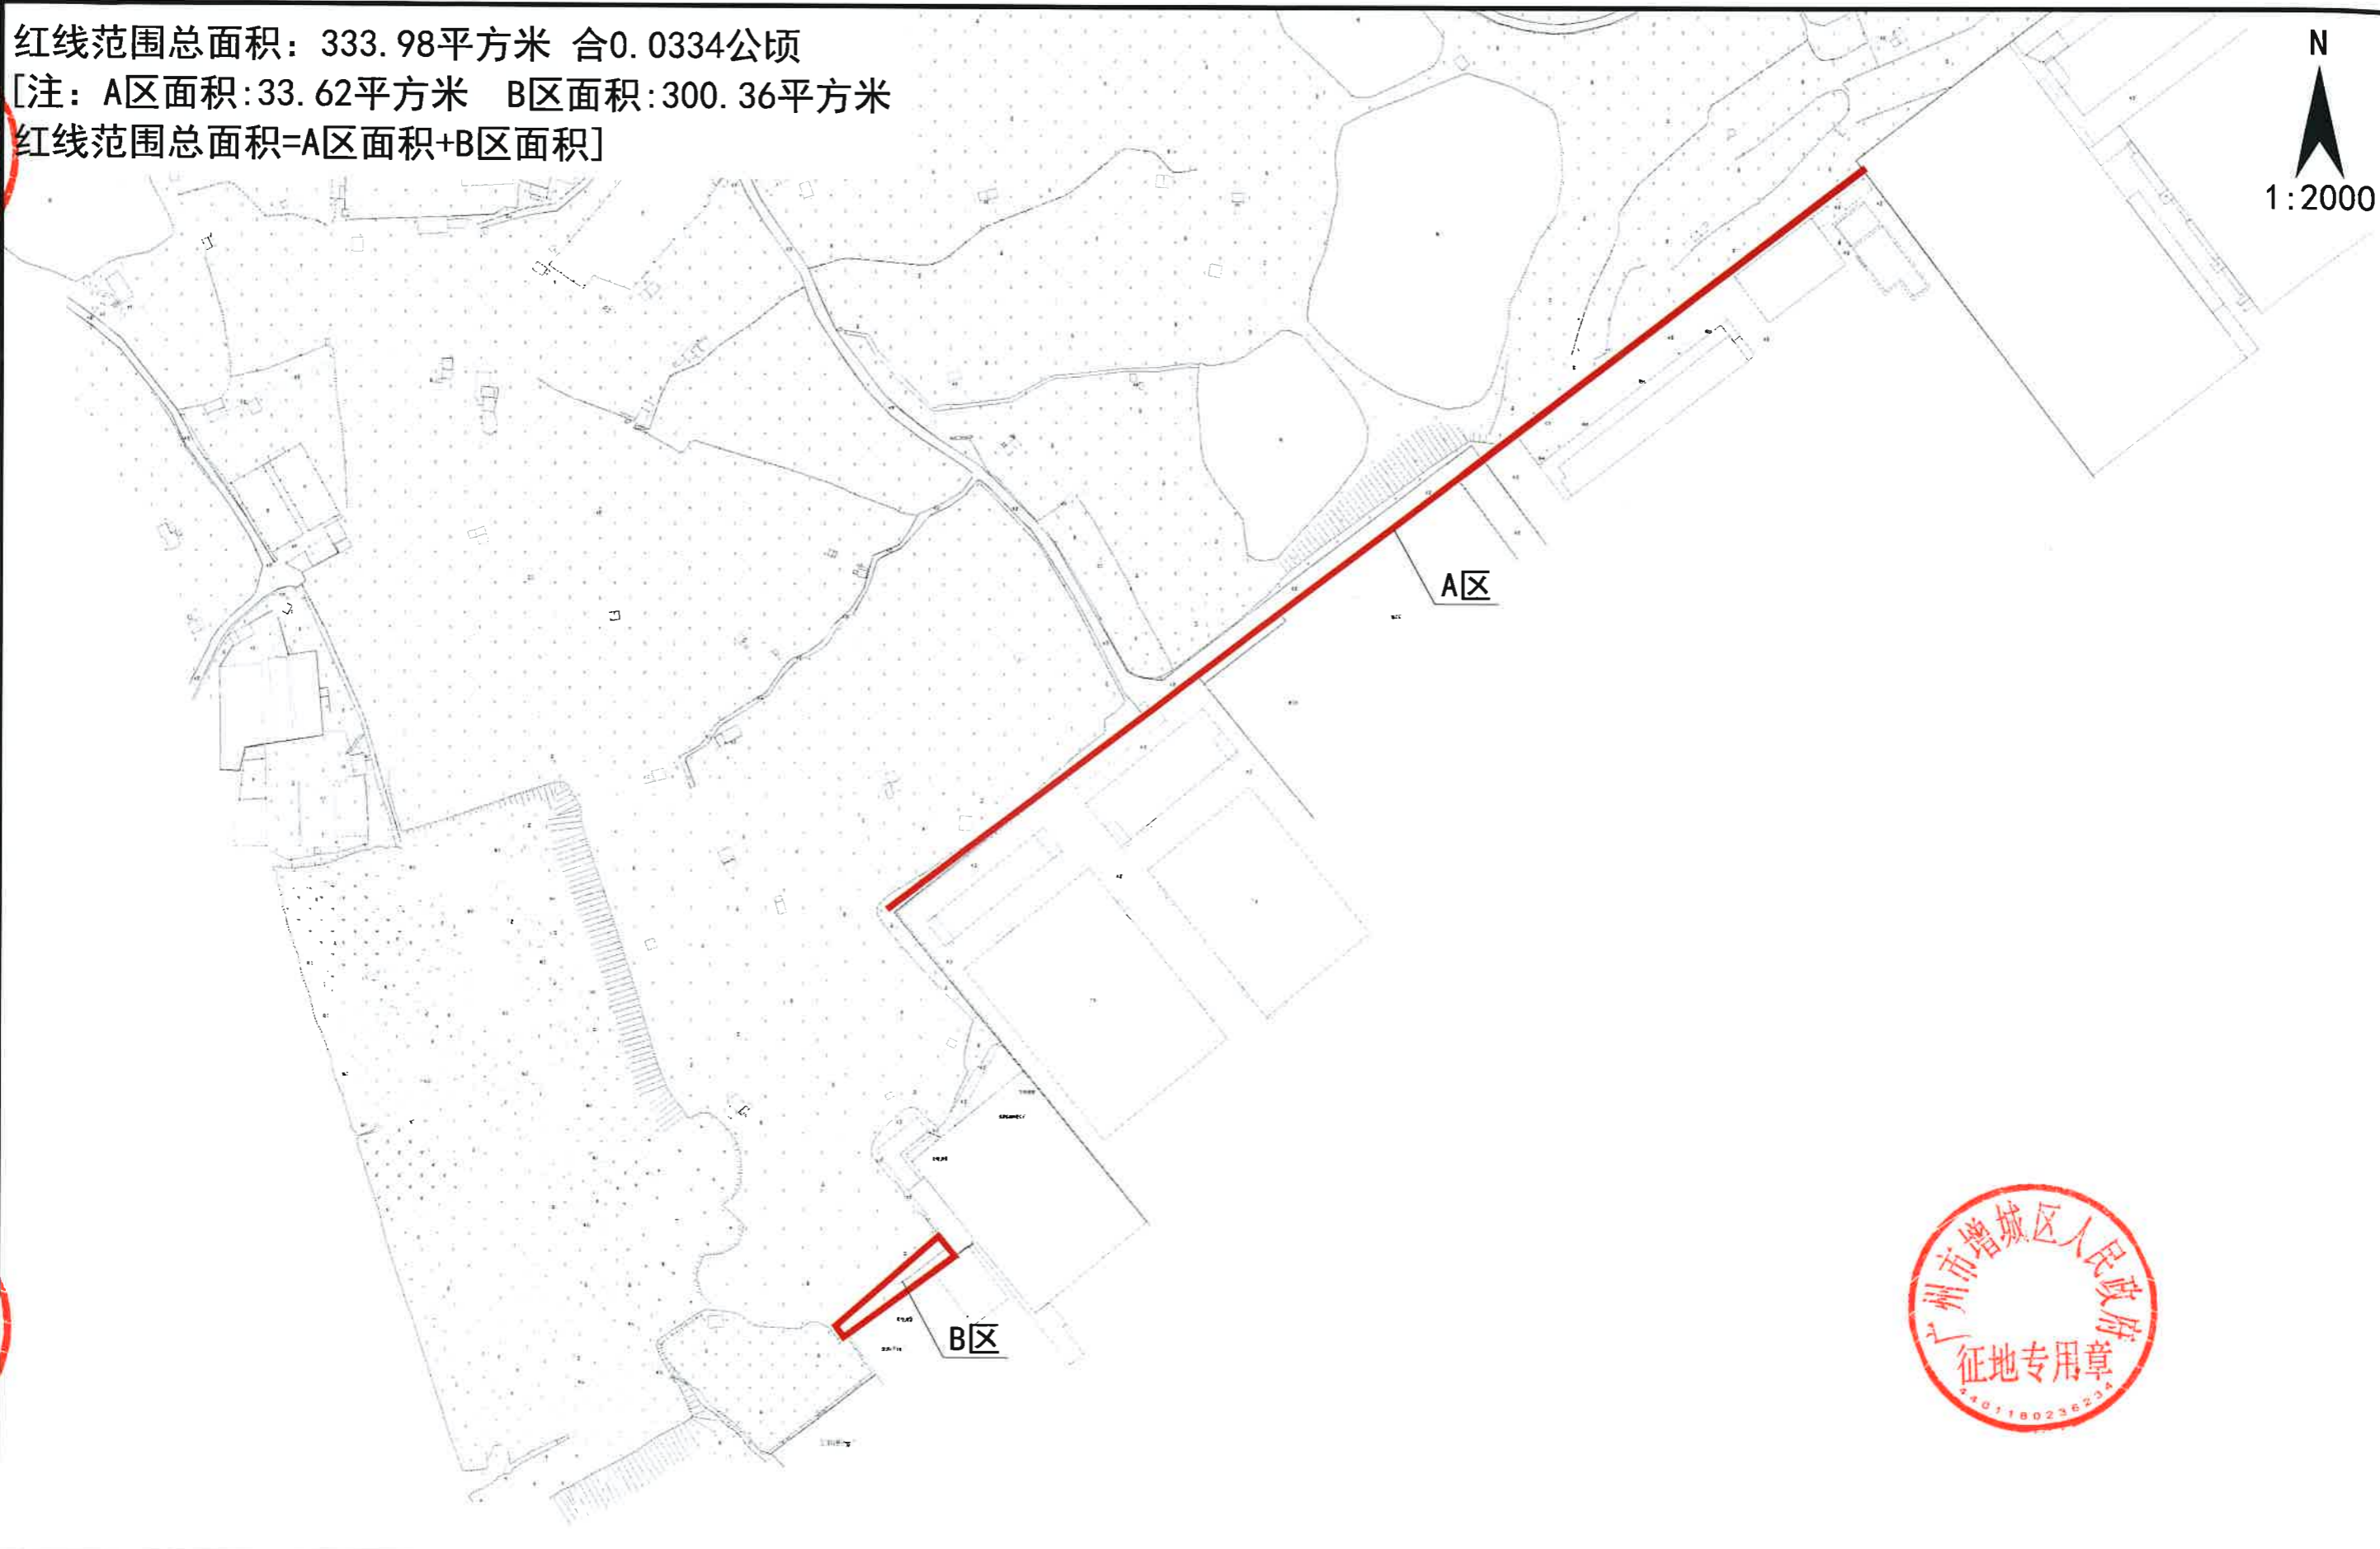 红线范围总面积：333.98平方米 合0.0334公顷
[注：A区面积:33.62平方米 B区面积:300.36平方米
红线范围总面积=A区面积+B区面积]
N
1:2000
A区
B区
广州市增城区人民政府
征地专用章
4401180236234